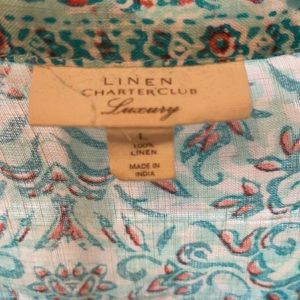 LINEN
CHARTER CLUB
Luxury
L
100%
LINEN
MADE IN
INDIA